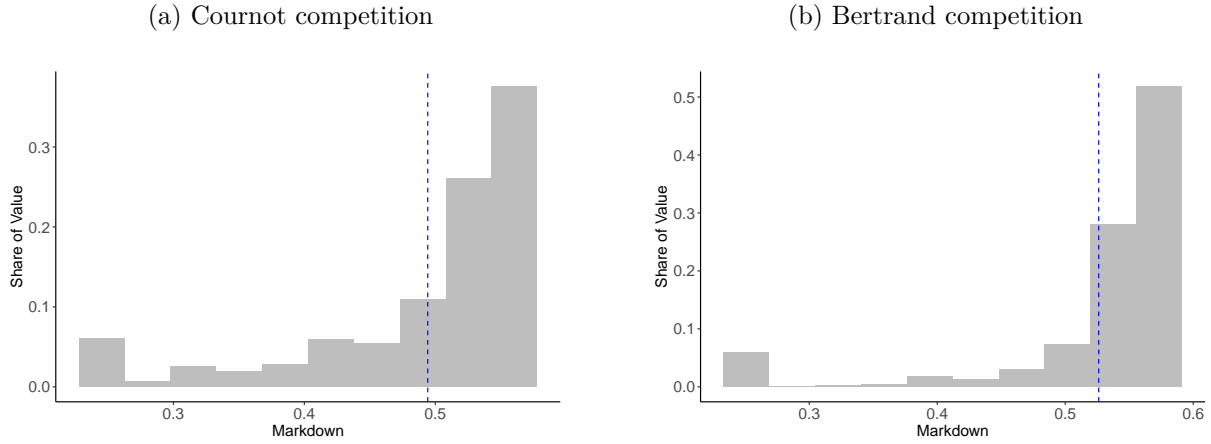 (a) Cournot competition
0.3
0.2
0.1
0.0
Share of Value
0.3 0.4 0.5
Markdown
(b) Bertrand competition
0.5
0.4
0.3
0.2
0.1
0.0
Share of Value
0.3 0.4 0.5 0.6
Markdown